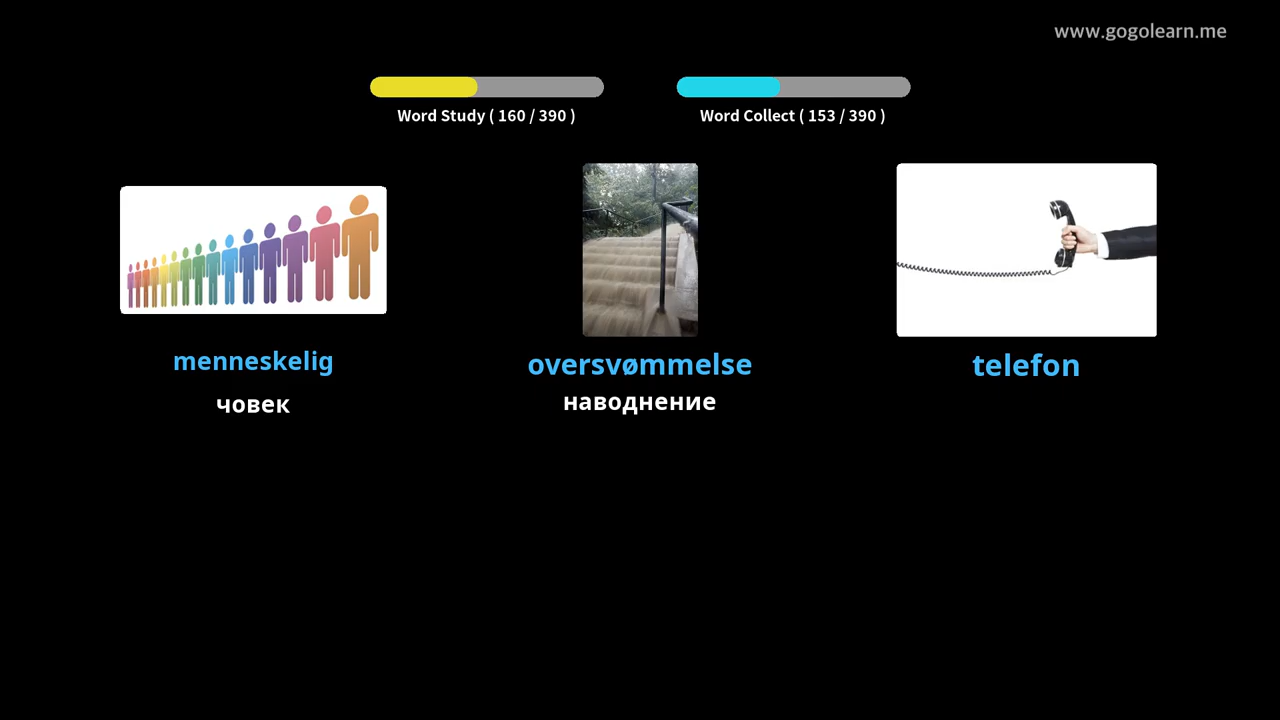 www.gogolearn.me
Word Study ( 160 / 390 )
Word Collect ( 153 / 390 )
menneskelig
човек
oversvømmelse
наводнение
telefon